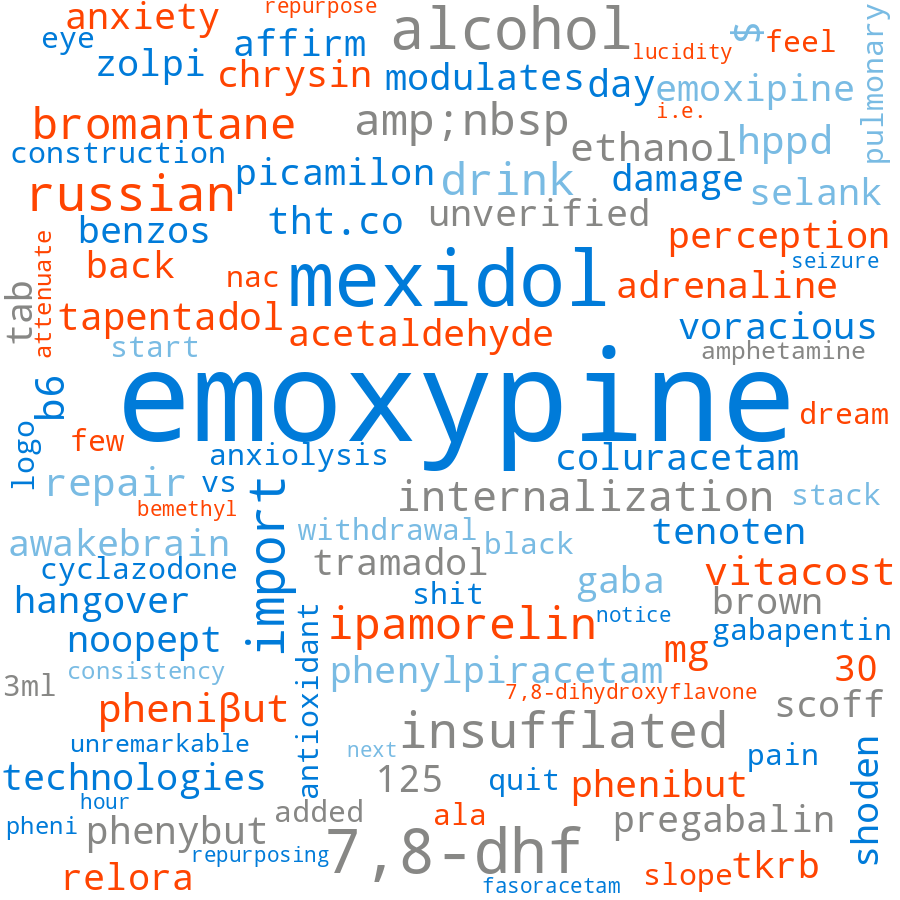 repurpose
anxiety
alcohol
$
feel
pulmonary
eye
affirm
lucidity
zolpi
chrysin
modulates
day
emoxipine
i.e.
bromantane
amp;nbsp
ethanol
hppd
construction
picamilon
drink
damage
selank
russian
tht.co
unverified
benzos
perception
back
nac
mexidol
adrenaline
seizure
attenuate
tab
tapentadol
acetaldehyde
voracious
start
amphetamine
emoxypine
b6
dream
logo
few
anxiolysis
coluracetam
repair
vs
import
internalization
stack
bemethyl
awakebrain
withdrawal
black
tenoten
cyclazodone
tramadol
gaba
vitacost
hangover
shit
brown
ipamorelin
notice
gabapentin
noopept
antioxidant
mg
consistency
phenylpiracetam
30
3ml
7,8-dihydroxyflavone
pheniβut
scoff
insufflated
unremarkable
next
pain
shoden
technologies
125
quit
phenibut
hour
added
ala
pregabalin
pheni
phenybut
7,8-dhf
repurposing
tkrb
relora
slope
fasoracetam